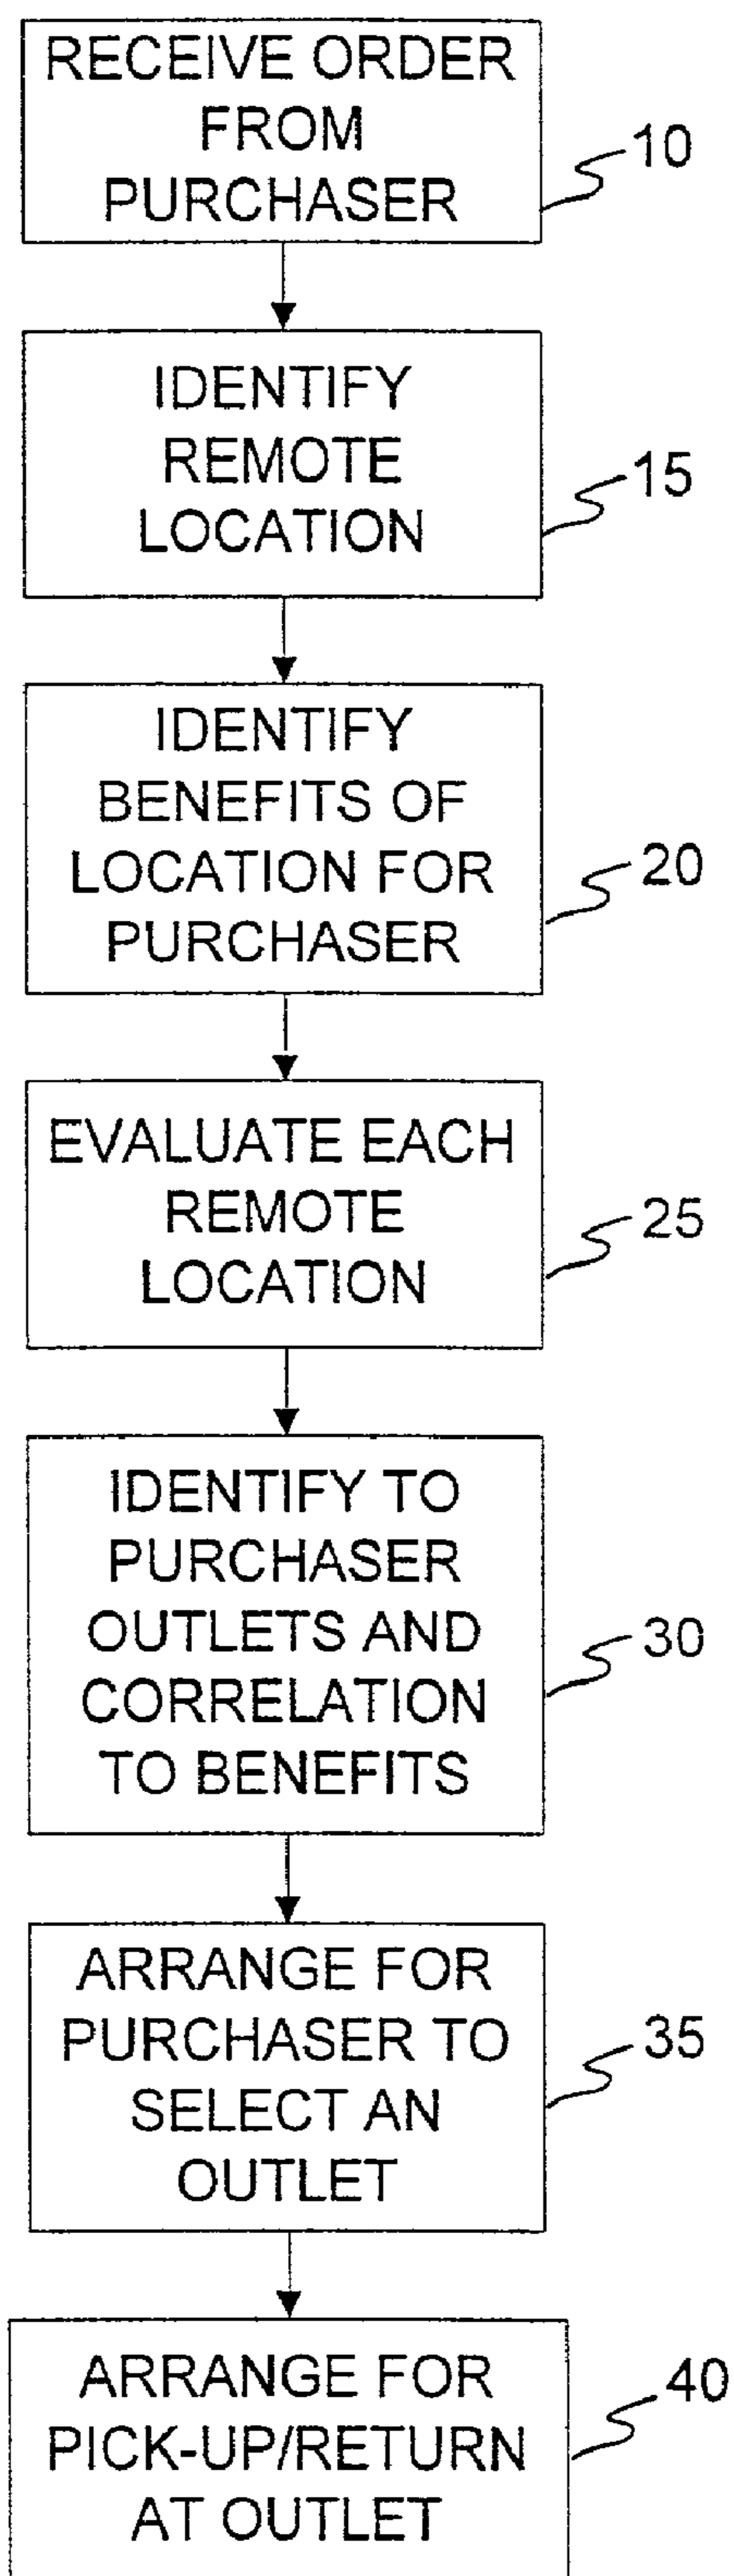 RECEIVE ORDER
FROM
PURCHASER
10
IDENTIFY
REMOTE
LOCATION
15
IDENTIFY
BENEFITS OF
LOCATION FOR
PURCHASER
20
EVALUATE EACH
REMOTE
LOCATION
25
IDENTIFY TO
PURCHASER
OUTLETS AND
CORRELATION
TO BENEFITS
30
ARRANGE FOR
PURCHASER TO
SELECT AN
OUTLET
35
ARRANGE FOR
PICK-UP/RETURN
AT OUTLET
40